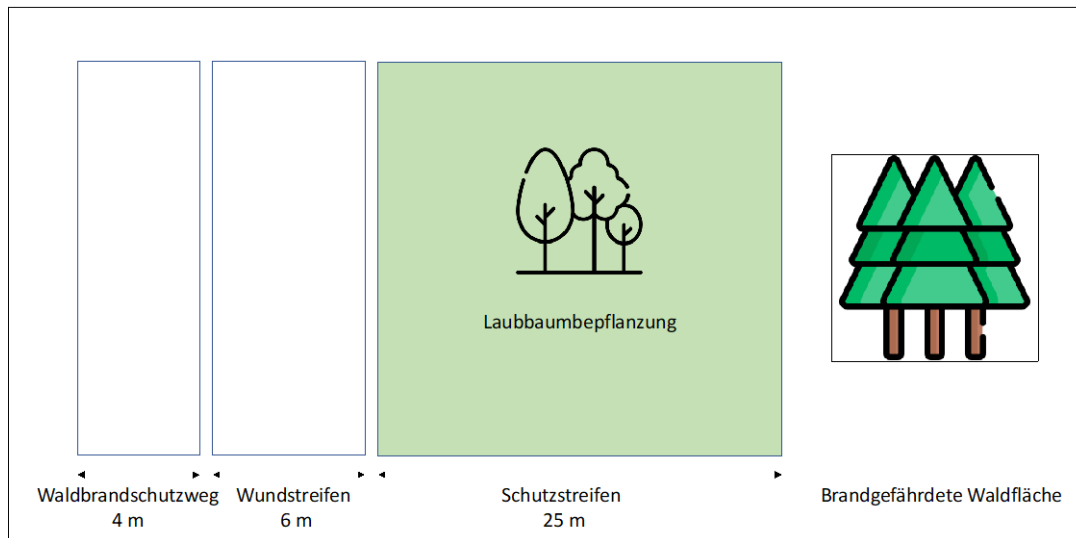 Laubbaumbepflanzung
Waldbrandschutzweg
4 m
Wundstreifen
6 m
Schutzstreifen
25 m
Brandgefährdete Waldfläche